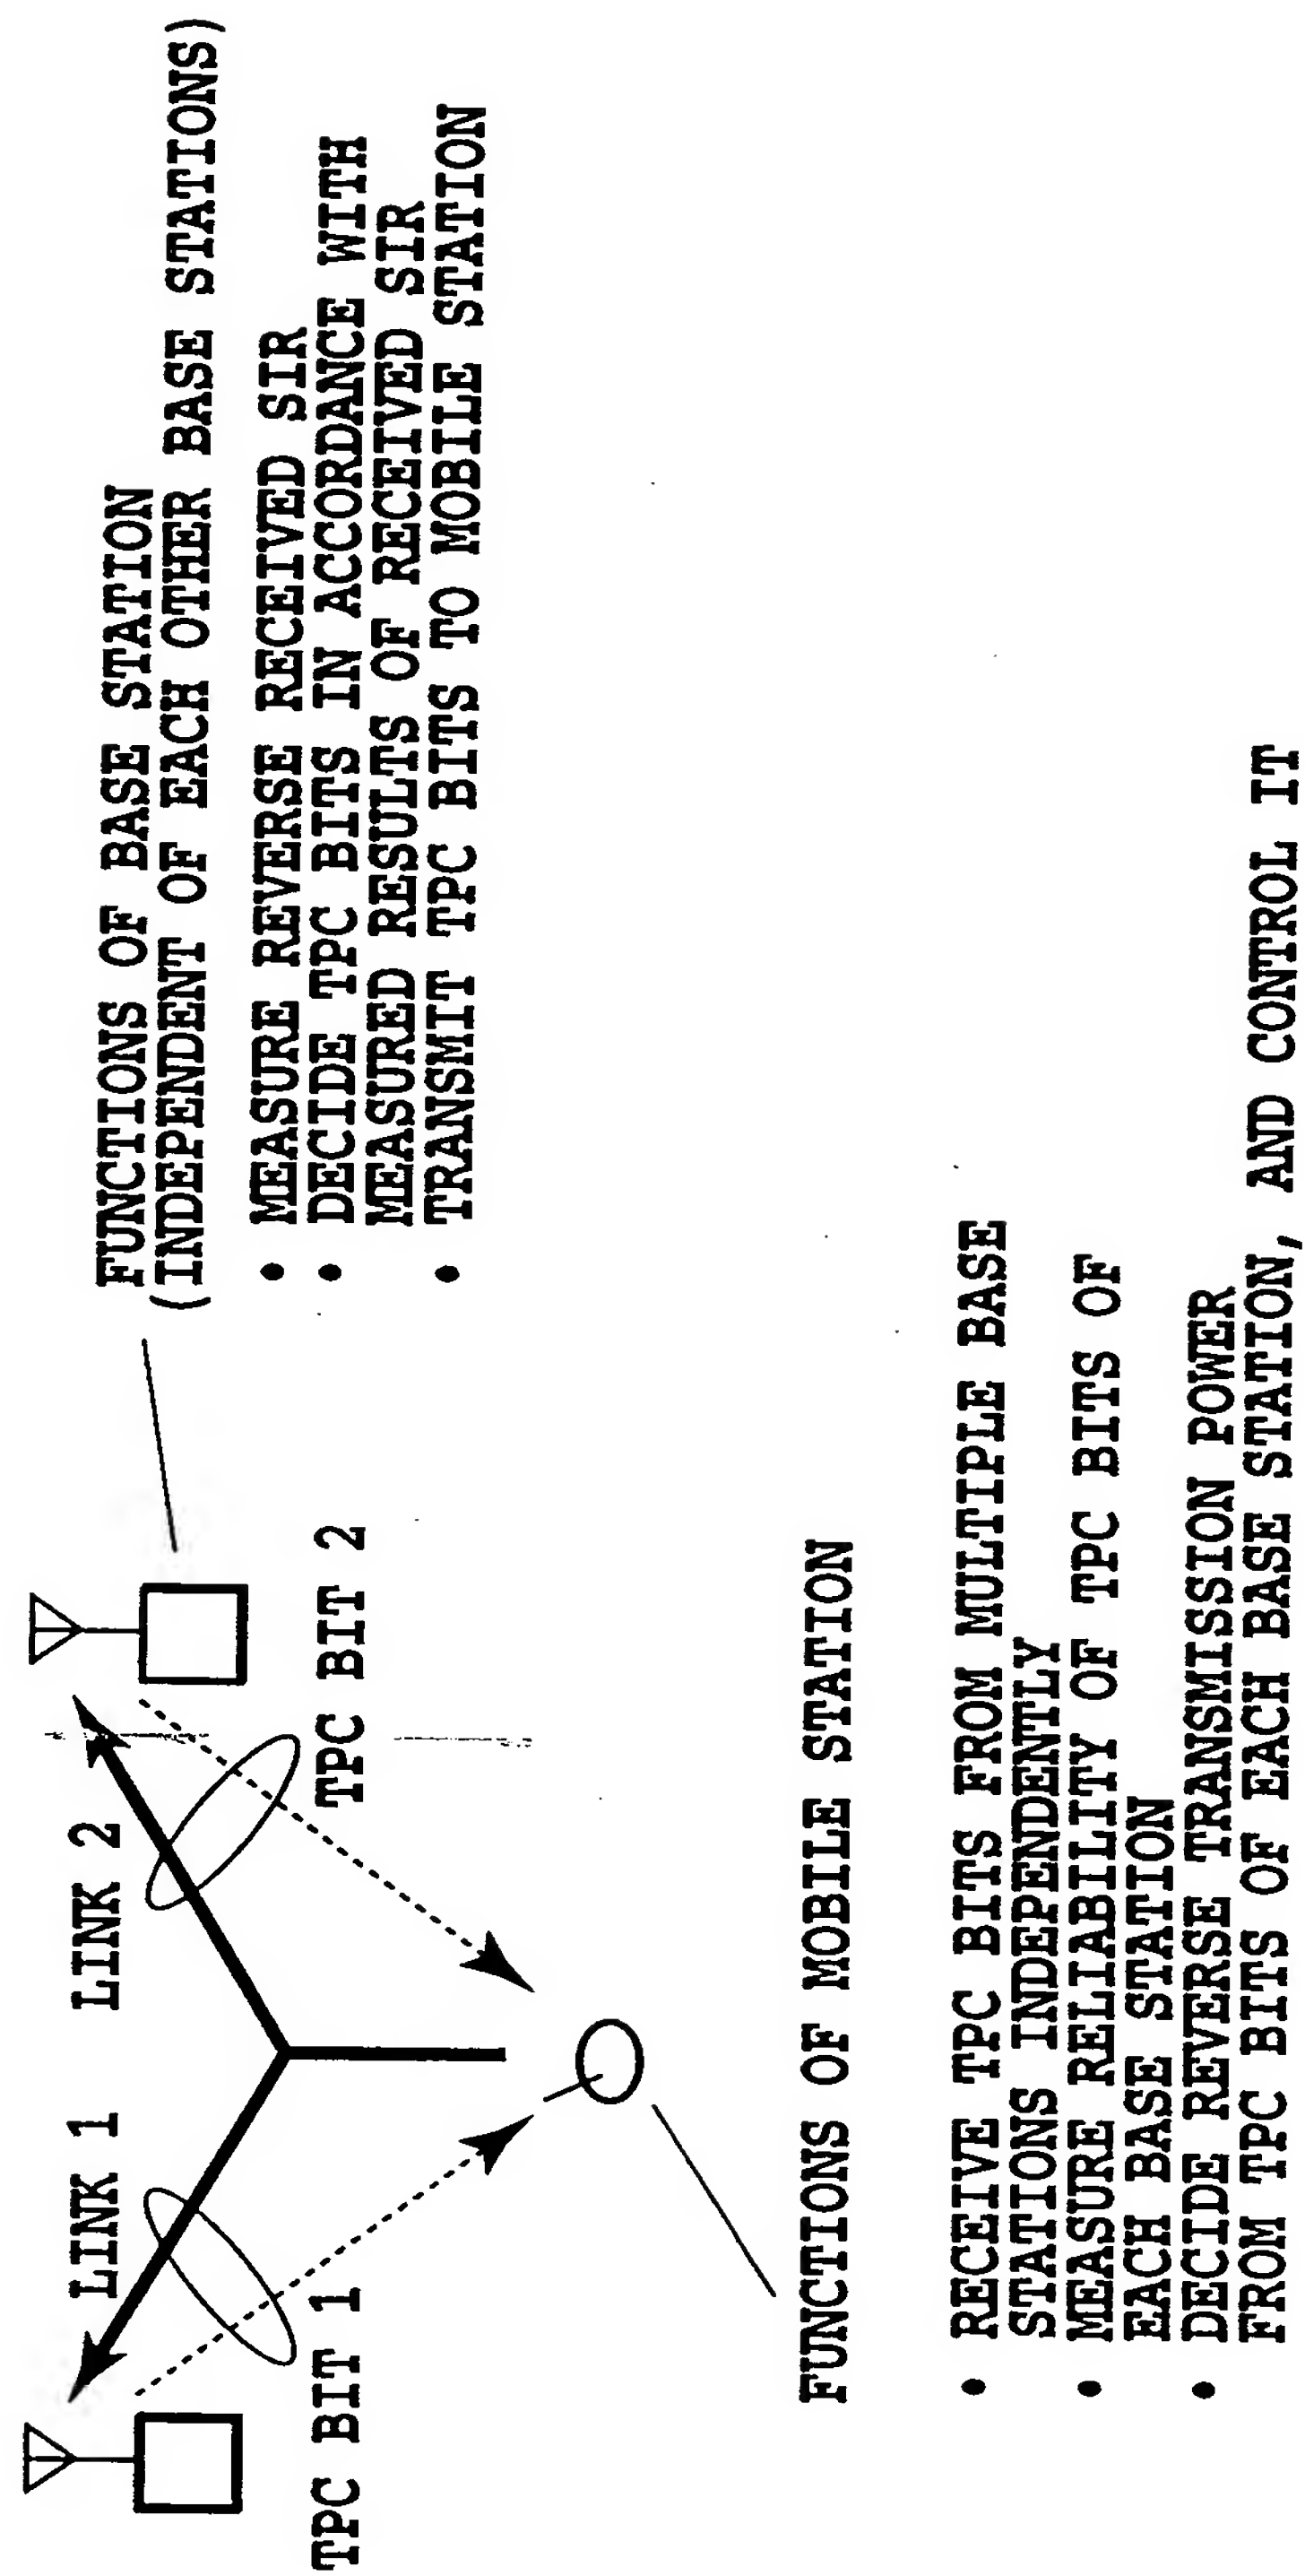 LINK 1
LINK 2
TPC BIT 1
TPC BIT 2
FUNCTIONS OF BASE STATION
(INDEPENDENT OF EACH OTHER BASE STATIONS)
• MEASURE REVERSE RECEIVED SIR
• DECIDE TPC BITS IN ACCORDANCE WITH
MEASURED RESULTS OF RECEIVED SIR
• TRANSMIT TPC BITS TO MOBILE STATION
FUNCTIONS OF MOBILE STATION
• RECEIVE TPC BITS FROM MULTIPLE BASE
STATIONS INDEPENDENTLY
• MEASURE RELIABILITY OF TPC BITS OF
EACH BASE STATION
• DECIDE REVERSE TRANSMISSION POWER
FROM TPC BITS OF EACH BASE STATION, AND CONTROL IT